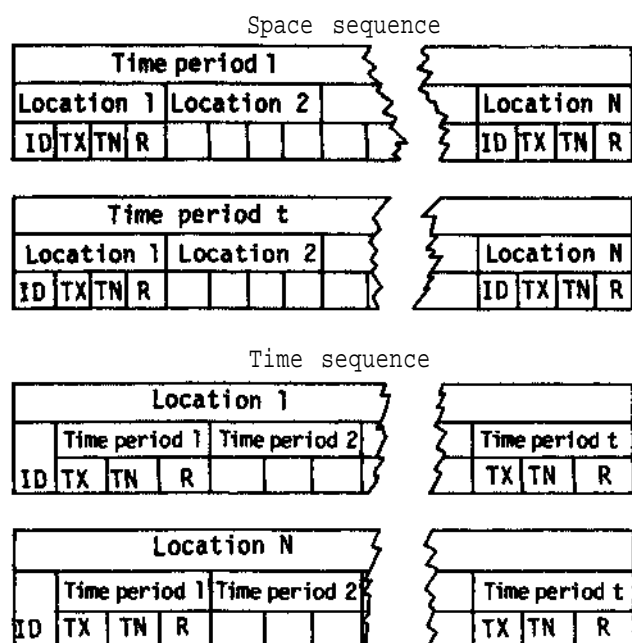 Space sequence
Time period 1
Location 1 Location 2 Location N
ID TX TN R ID TX TN R
Time period t
Location 1 Location 2 Location N
ID TX TN R ID TX TN R
Time sequence
Location 1
Time period 1 Time period 2 Time period t
ID TX TN R TX TN R
Location N
Time period 1 Time period 2 Time period t
ID TX TN R TX TN R